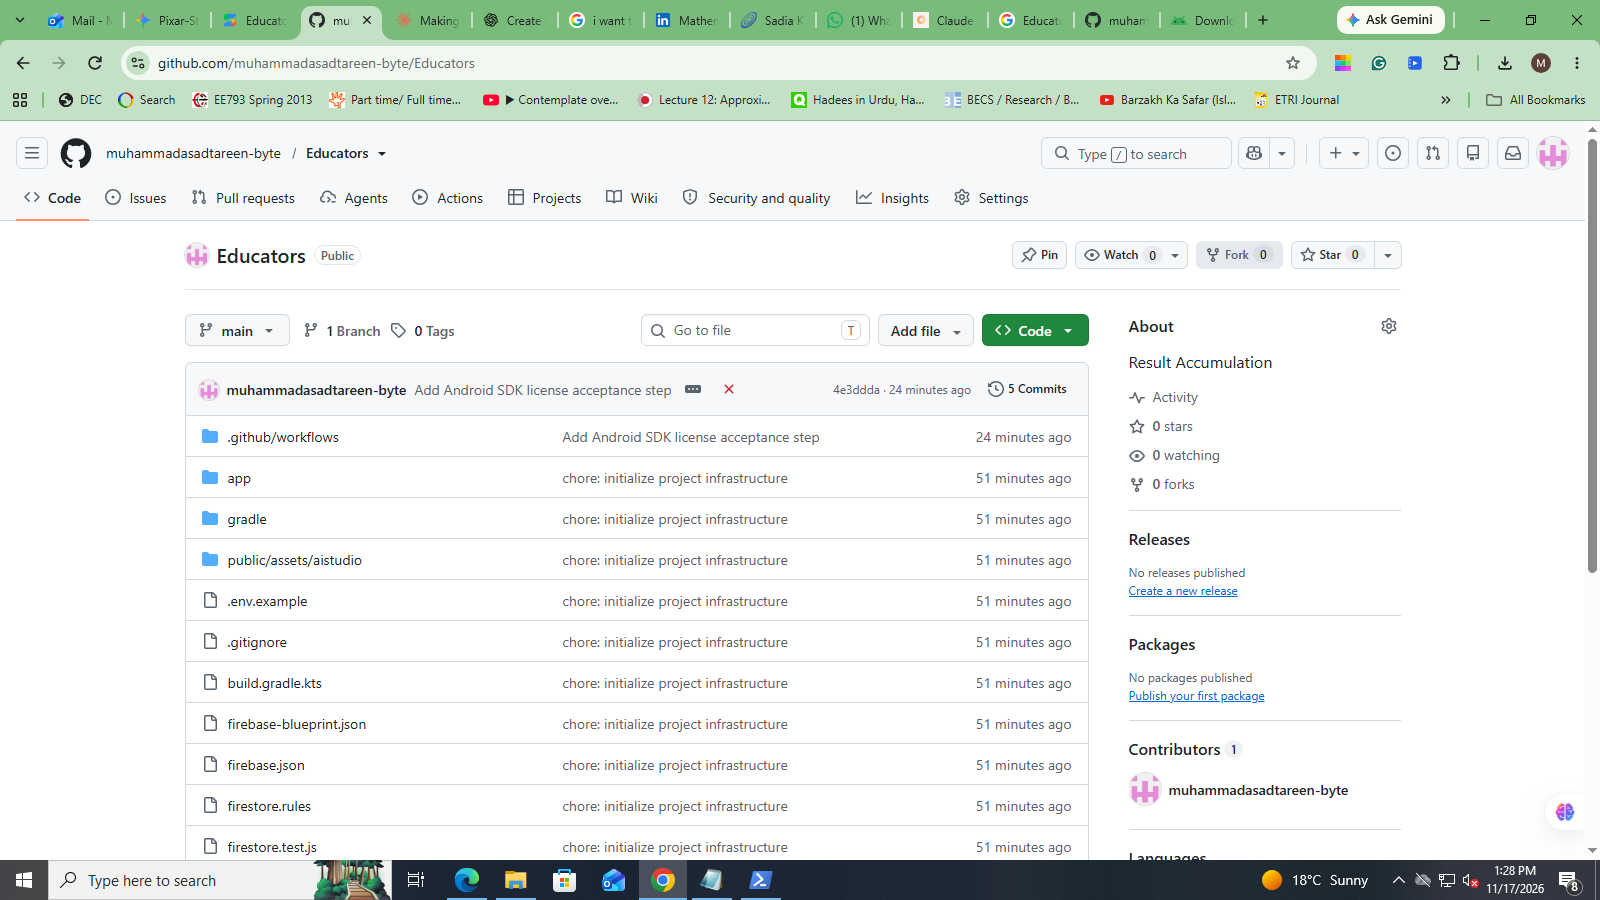 Mail - M
Pixar-St
Educato
mu
Making
Create
i want t
Mather
Sadia K
(1) Wha
Claude
Educato
muham
Downlo
Ask Gemini
github.com/muhammadasadtareen-byte/Educators
M
DEC
Search
EE793 Spring 2013
Part time/ Full time...
▶ Contemplate ove...
Lecture 12: Approxi...
Hadees in Urdu, Ha...
BECS / Research / B...
Barzakh Ka Safar (Isl...
ETRI Journal
»
All Bookmarks
muhammadasadtareen-byte / Educators
Type / to search
Code
Issues
Pull requests
Agents
Actions
Projects
Wiki
Security and quality
Insights
Settings
Educators Public
Pin
Watch 0
Fork 0
Star 0
main
1 Branch
0 Tags
Go to file T
Add file
Code
muhammadasadtareen-byte Add Android SDK license acceptance step 4e3ddda · 24 minutes ago 5 Commits
.github/workflows Add Android SDK license acceptance step 24 minutes ago
app chore: initialize project infrastructure 51 minutes ago
gradle chore: initialize project infrastructure 51 minutes ago
public/assets/aistudio chore: initialize project infrastructure 51 minutes ago
.env.example chore: initialize project infrastructure 51 minutes ago
.gitignore chore: initialize project infrastructure 51 minutes ago
build.gradle.kts chore: initialize project infrastructure 51 minutes ago
firebase-blueprint.json chore: initialize project infrastructure 51 minutes ago
firebase.json chore: initialize project infrastructure 51 minutes ago
firestore.rules chore: initialize project infrastructure 51 minutes ago
firestore.test.js chore: initialize project infrastructure 51 minutes ago
About
Result Accumulation
Activity
0 stars
0 watching
0 forks
Releases
No releases published
Create a new release
Packages
No packages published
Publish your first package
Contributors 1
muhammadasadtareen-byte
Languages
Type here to search
18°C Sunny
1:28 PM
11/17/2026
8